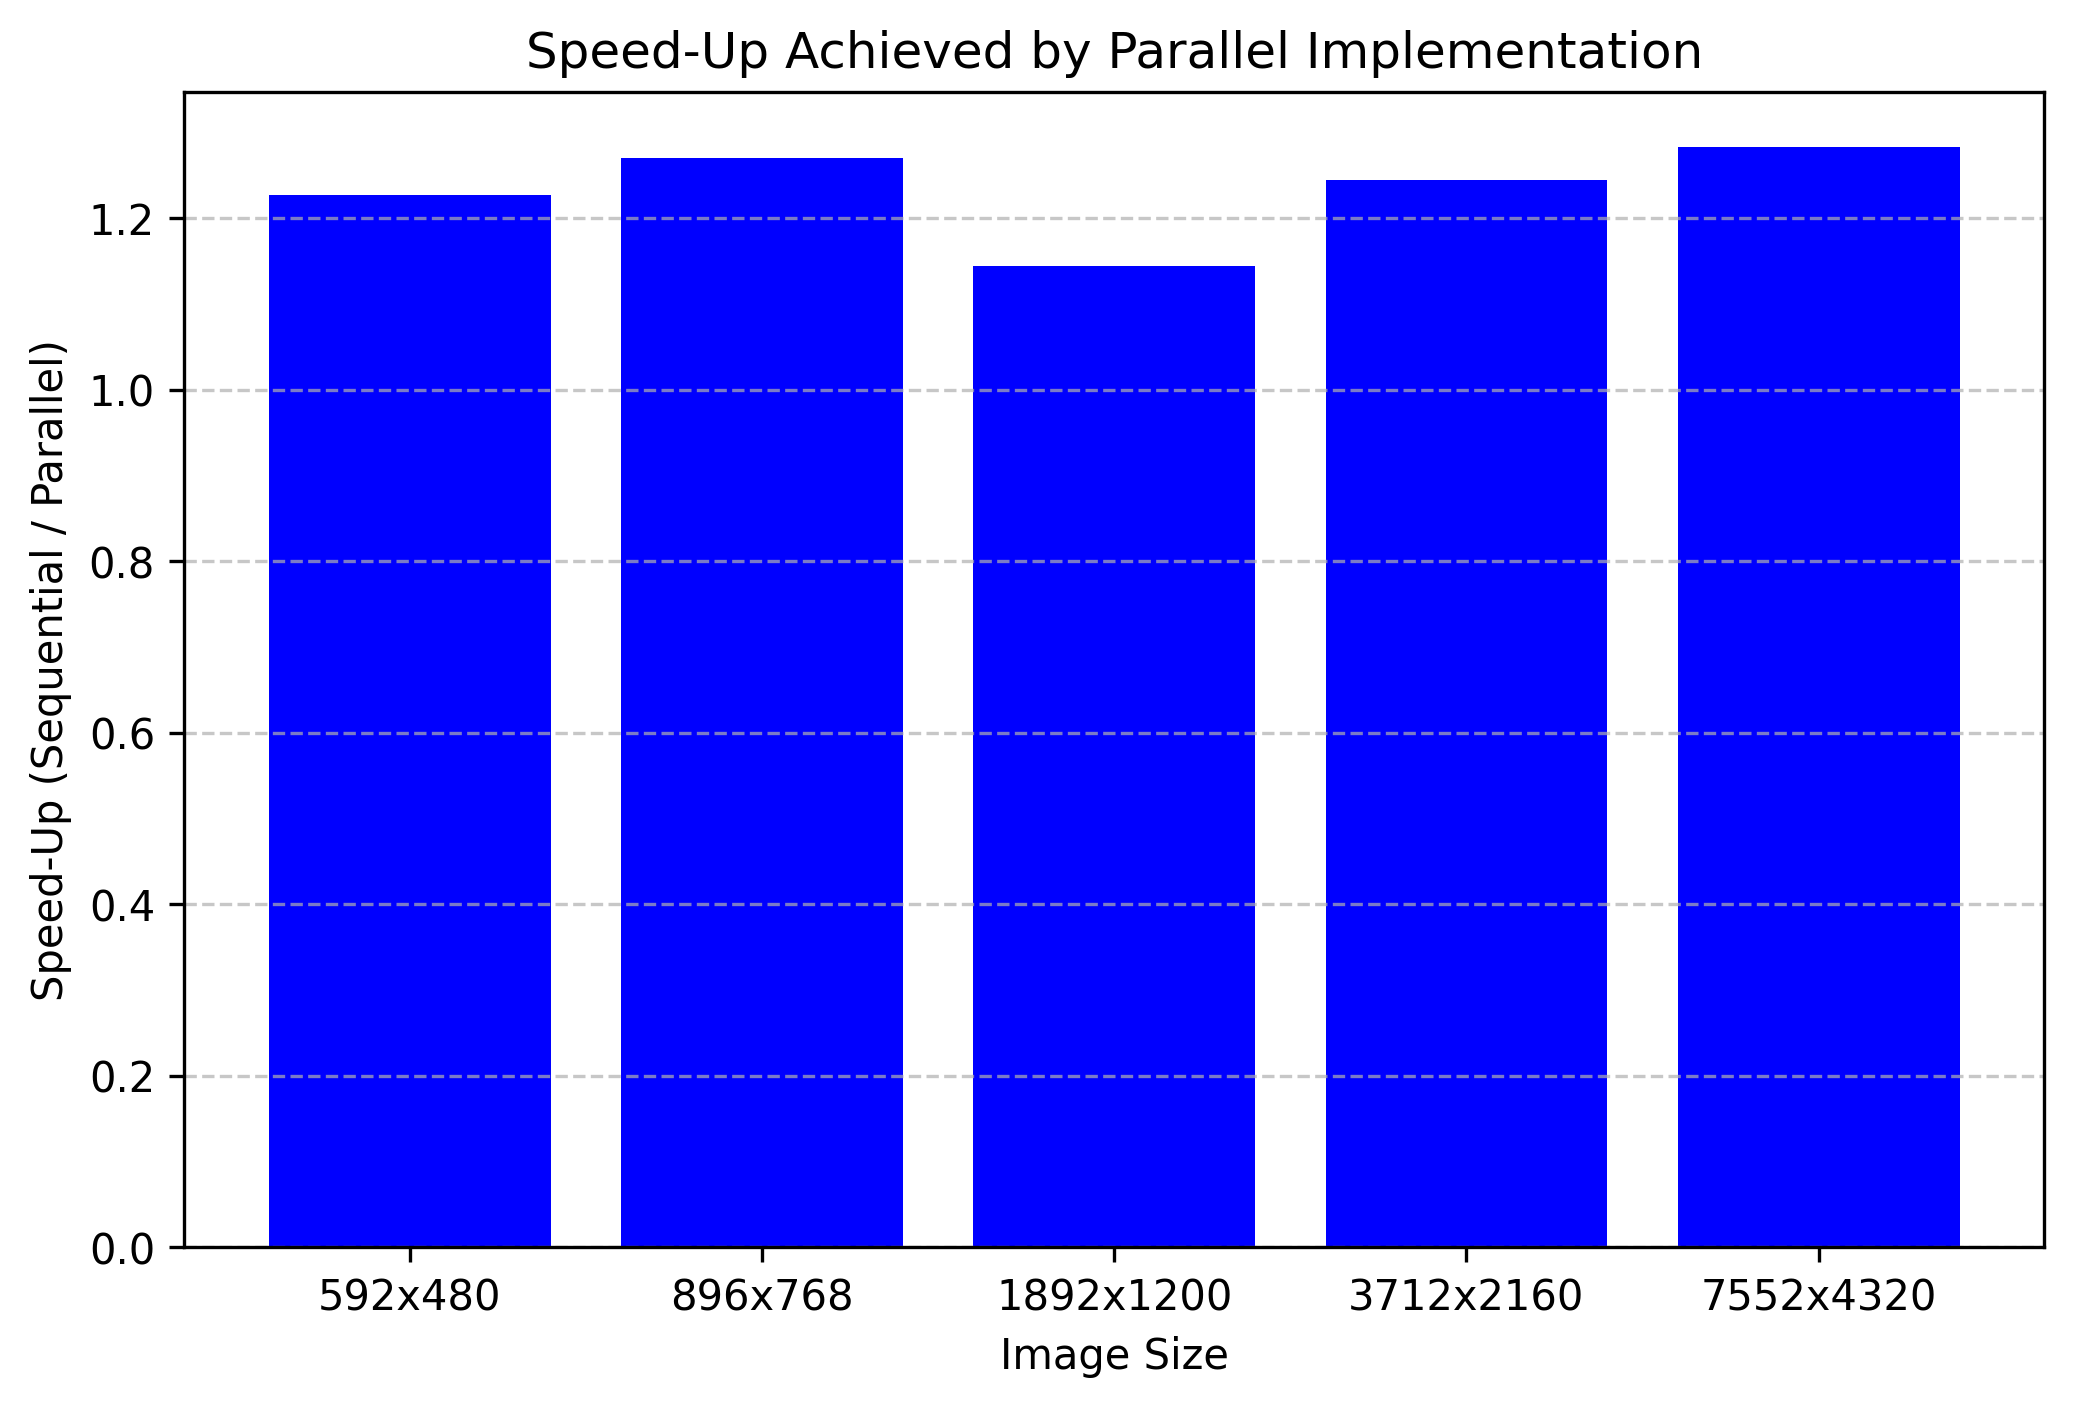 Speed-Up Achieved by Parallel Implementation
Speed-Up (Sequential / Parallel)
1.2
1.0
0.8
0.6
0.4
0.2
0.0
592x480
896x768
1892x1200
3712x2160
7552x4320
Image Size